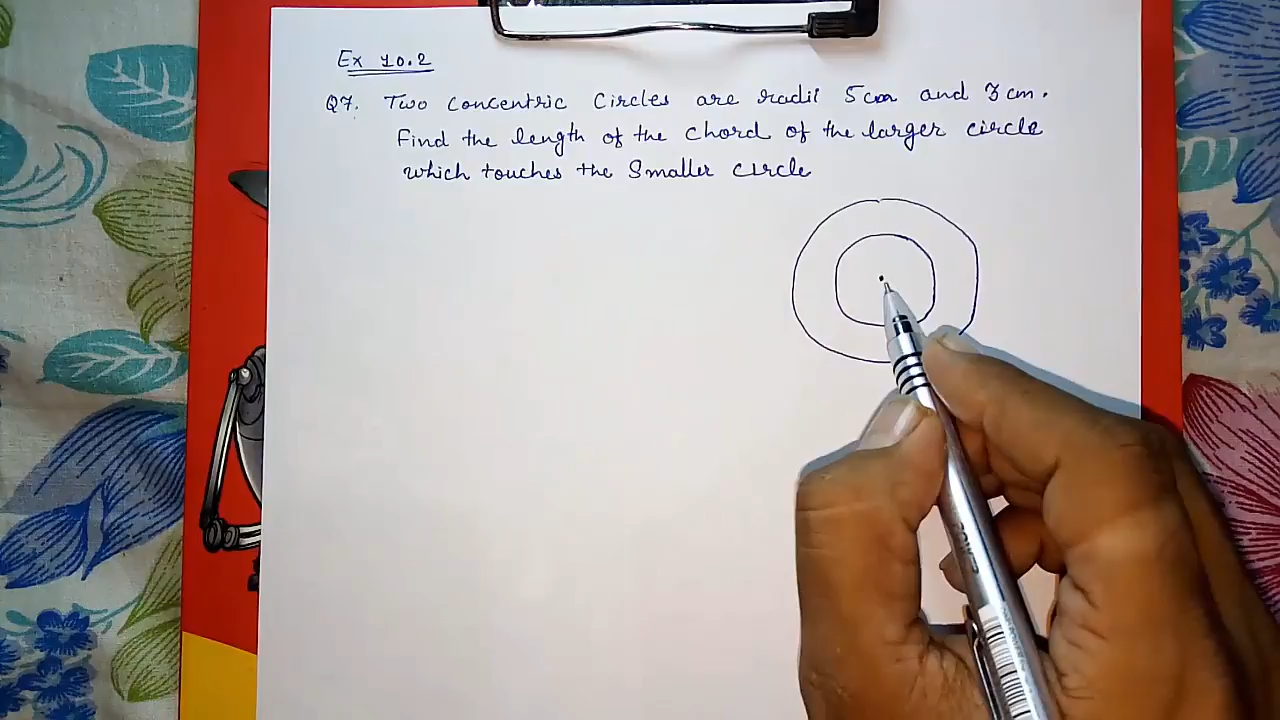 Ex 10.2
Q7. Two concentric circles are radii 5cm and 3cm.
Find the length of the chord of the larger circle
which touches the smaller circle